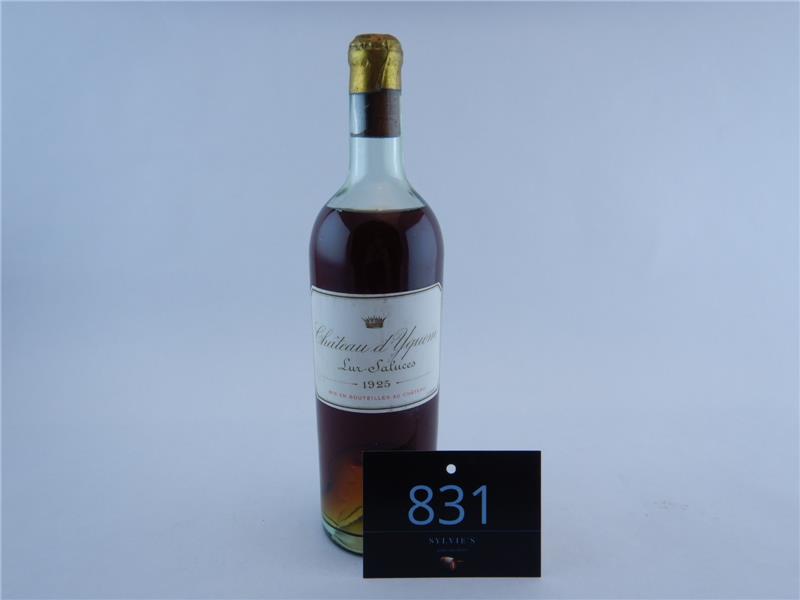 Château d'Yquem
Lur-Saluces
1925
MIS EN BOUTEILLES AU CHÂTEAU
831
SYLVIE'S